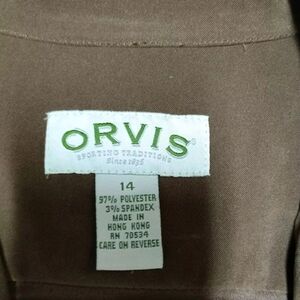 ORVIS®
SPORTING TRADITIONS
Since 1856
14
97% POLYESTER
3% SPANDEX
MADE IN
HONG KONG
RN 70534
CARE ON REVERSE